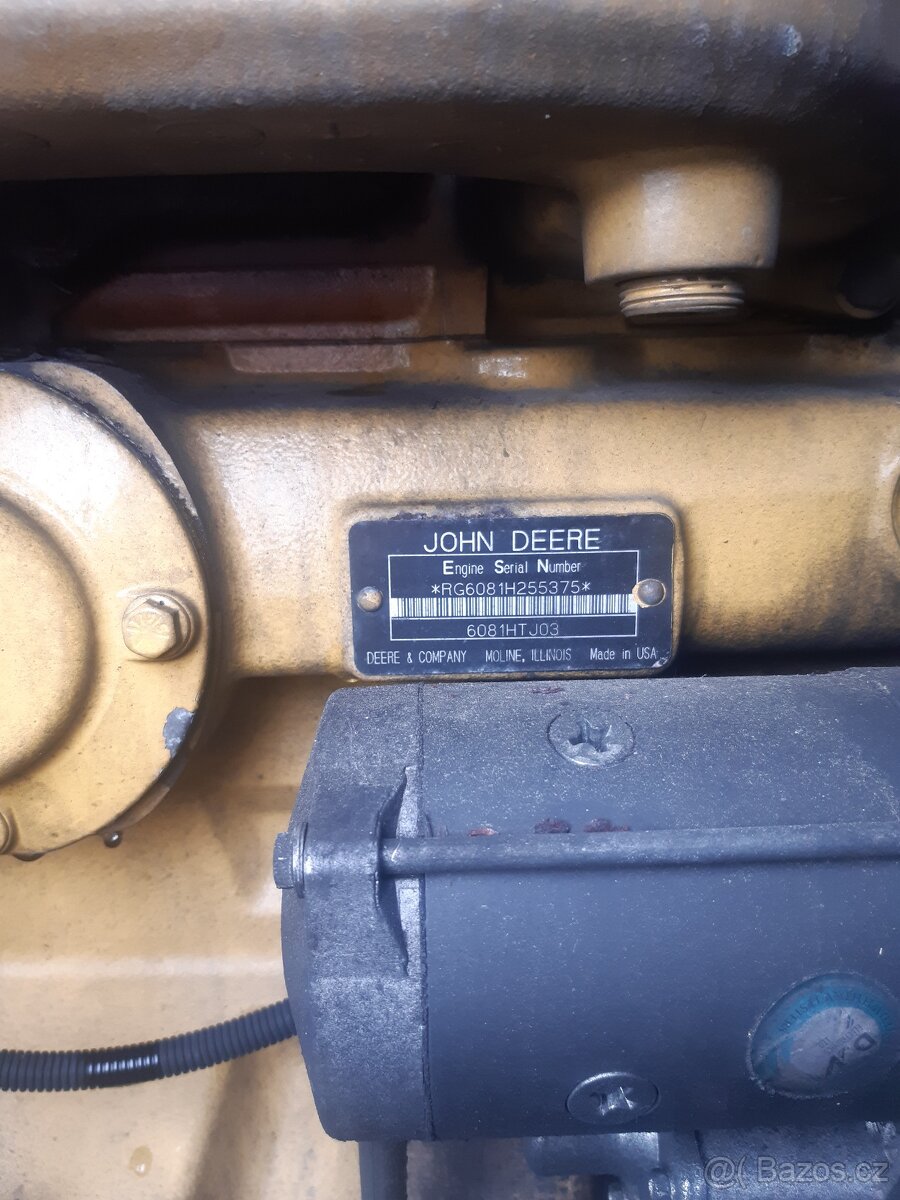 JOHN DEERE
Engine Serial Number
*RG6081H255375*
6081HTJ03
DEERE & COMPANY MOLINE, ILLINOIS Made in USA
@( Bazos.cz